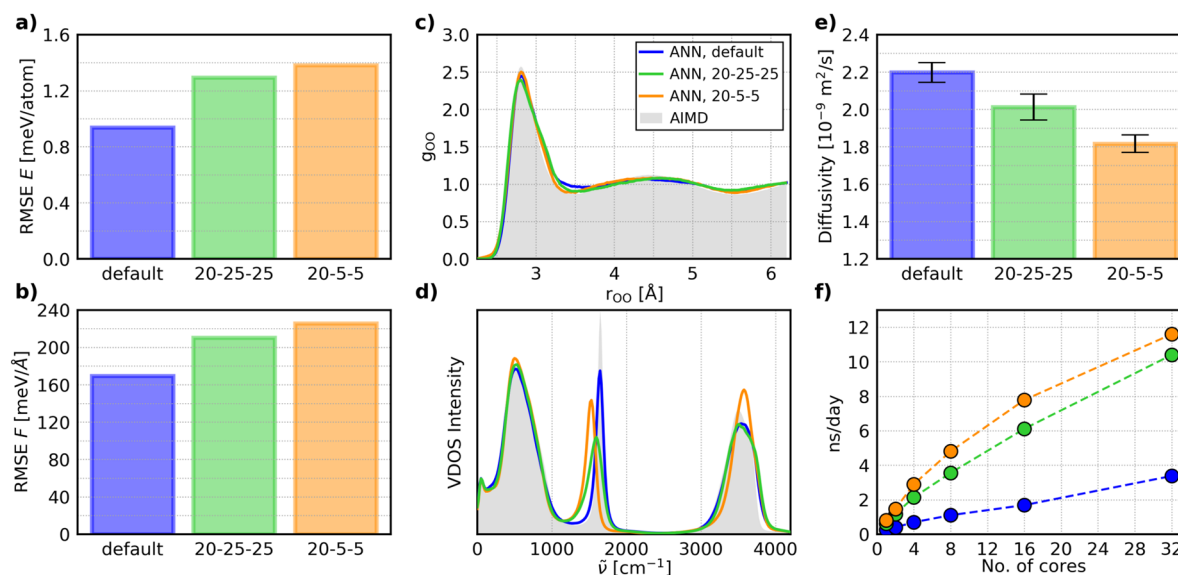 a)
RMSE E [meV/atom]
1.6
1.2
0.8
0.4
0.0
default 20-25-25 20-5-5
b)
RMSE F [meV/Å]
240
200
160
120
80
40
0
default 20-25-25 20-5-5
c)
gOO
3.0
2.5
2.0
1.5
1.0
0.5
0.0
ANN, default
ANN, 20-25-25
ANN, 20-5-5
AIMD
3 4 5 6
rOO [Å]
d)
VDOS Intensity
0 1000 2000 3000 4000
ν̃ [cm⁻¹]
e)
Diffusivity [10⁻⁹ m²/s]
2.4
2.2
2.0
1.8
1.6
1.4
1.2
default 20-25-25 20-5-5
f)
ns/day
12
10
8
6
4
2
0
0 4 8 12 16 20 24 28 32
No. of cores